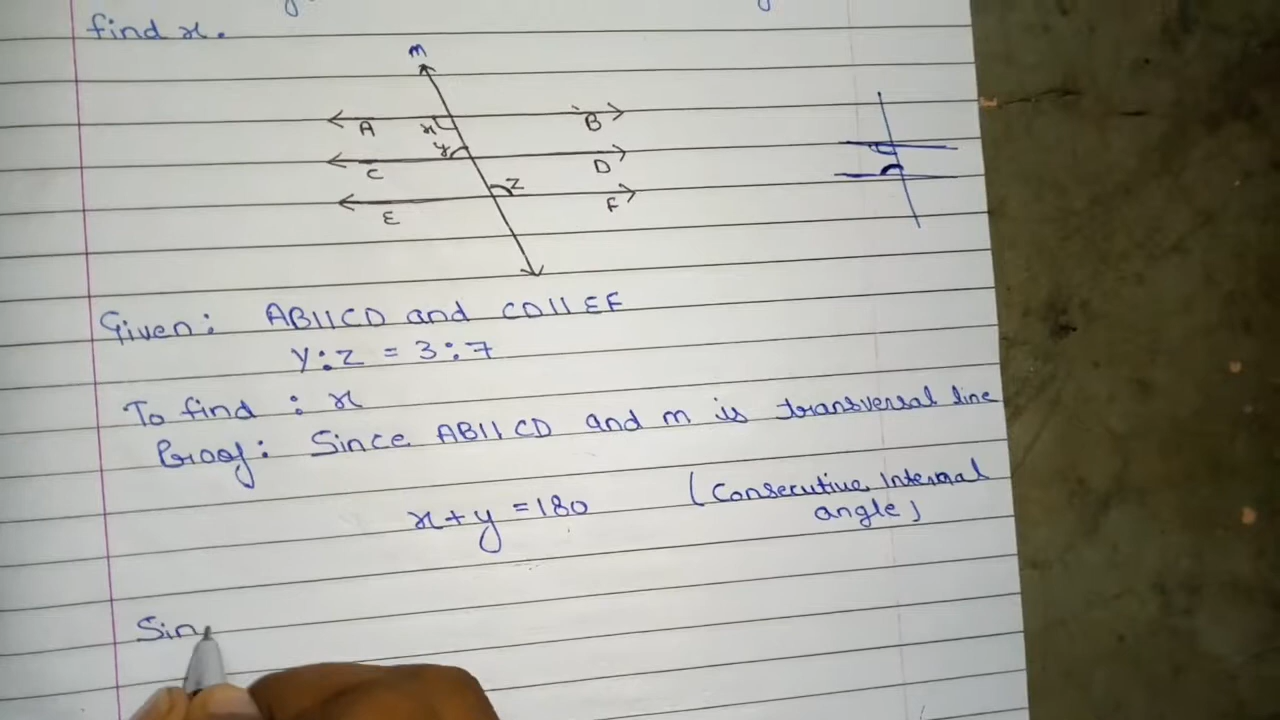 find x.
m
A
x
B
y
C
D
Z
E
F
Given: AB||CD and CD||EF
Y:Z = 3:7
To find : x
Proof: Since AB||CD and m is transversal line
x+y =180 (Consecutive Internal
angle)
Sin